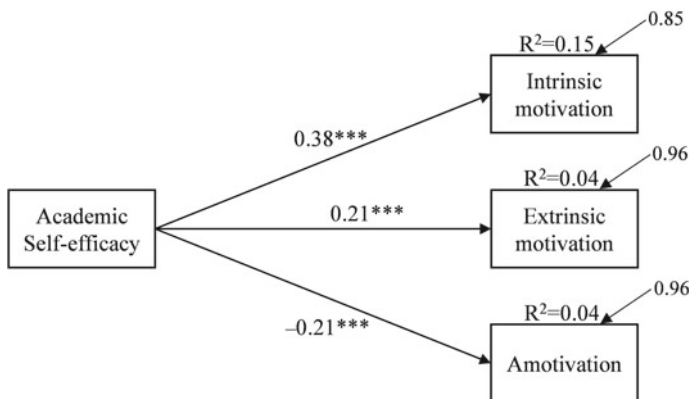 0.85
R²=0.15
Intrinsic
motivation
0.38***
0.96
R²=0.04
Academic
Self-efficacy
0.21***
Extrinsic
motivation
0.96
–0.21***
R²=0.04
Amotivation